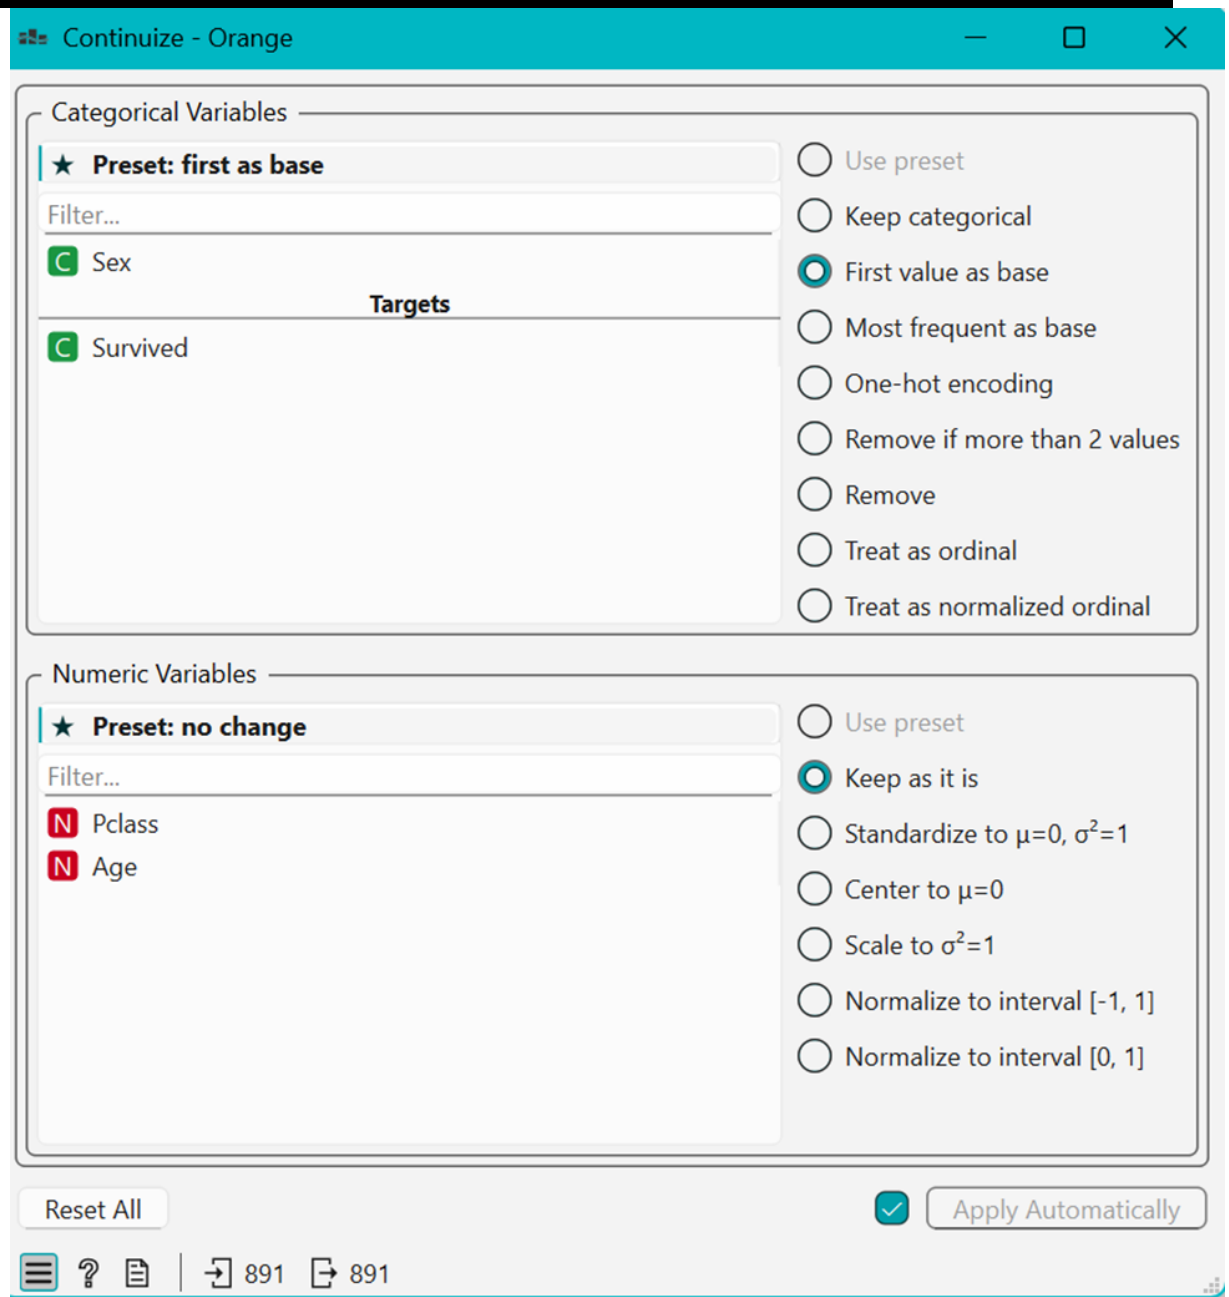 Continuize - Orange
Categorical Variables
★ Preset: first as base
Filter...
C Sex
Targets
C Survived
Use preset
Keep categorical
First value as base
Most frequent as base
One-hot encoding
Remove if more than 2 values
Remove
Treat as ordinal
Treat as normalized ordinal
Numeric Variables
★ Preset: no change
Filter...
N Pclass
N Age
Use preset
Keep as it is
Standardize to μ=0, σ²=1
Center to μ=0
Scale to σ²=1
Normalize to interval [-1, 1]
Normalize to interval [0, 1]
Reset All
Apply Automatically
? 891 891